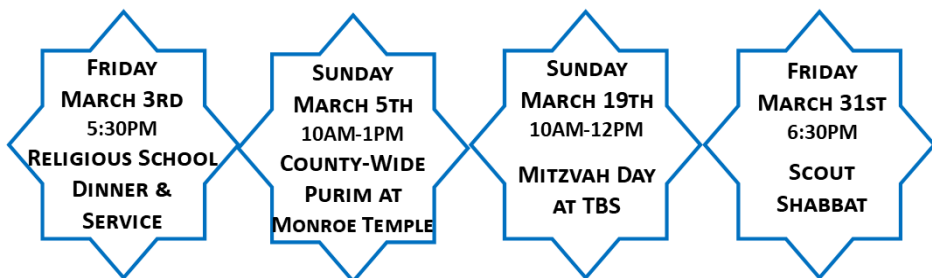 FRIDAY
MARCH 3RD
5:30PM
RELIGIOUS SCHOOL
DINNER &
SERVICE
SUNDAY
MARCH 5TH
10AM-1PM
COUNTY-WIDE
PURIM AT
MONROE TEMPLE
SUNDAY
MARCH 19TH
10AM-12PM
MITZVAH DAY
AT TBS
FRIDAY
MARCH 31ST
6:30PM
SCOUT
SHABBAT